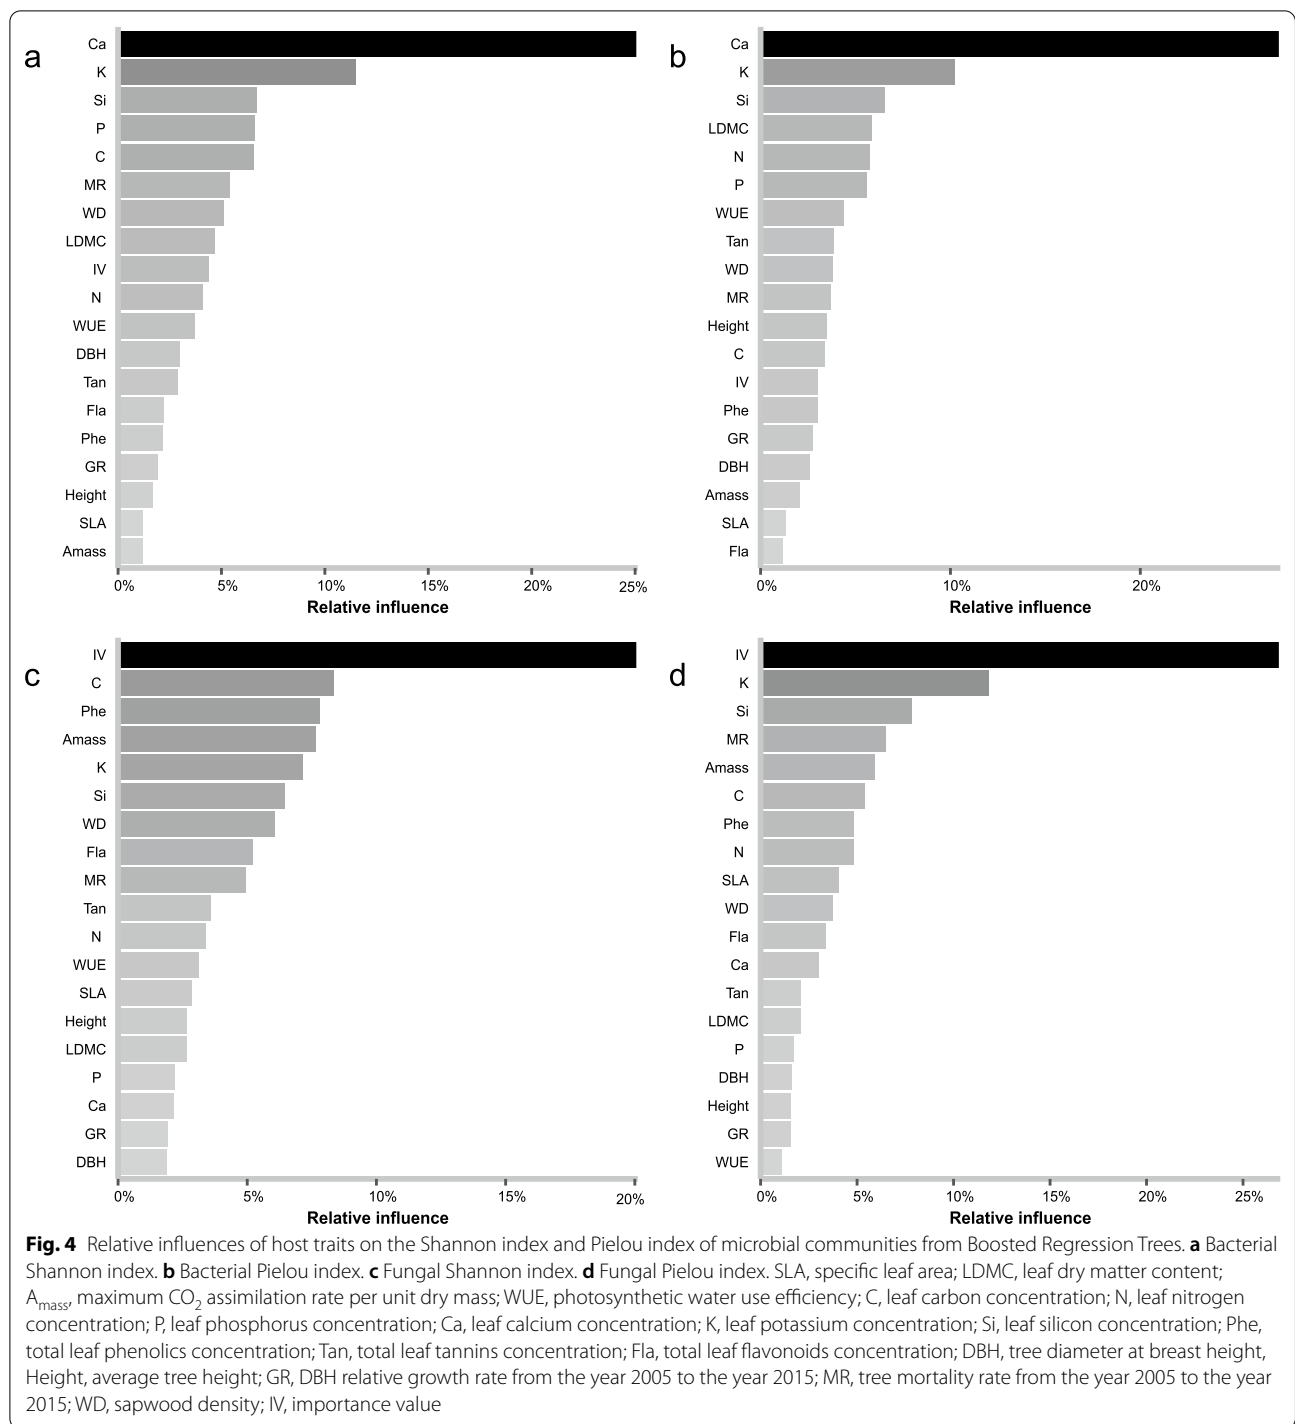 a
Ca
K
Si
P
C
MR
WD
LDMC
IV
N
WUE
DBH
Tan
Fla
Phe
GR
Height
SLA
Amass
0% 5% 10% 15% 20% 25%
Relative influence
b
Ca
K
Si
LDMC
N
P
WUE
Tan
WD
MR
Height
C
IV
Phe
GR
DBH
Amass
SLA
Fla
0% 10% 20%
Relative influence
c
IV
C
Phe
Amass
K
Si
WD
Fla
MR
Tan
N
WUE
SLA
Height
LDMC
P
Ca
GR
DBH
0% 5% 10% 15% 20%
Relative influence
d
IV
K
Si
MR
Amass
C
Phe
N
SLA
WD
Fla
Ca
Tan
LDMC
P
DBH
Height
GR
WUE
0% 5% 10% 15% 20% 25%
Relative influence
Fig. 4 Relative influences of host traits on the Shannon index and Pielou index of microbial communities from Boosted Regression Trees. a Bacterial
Shannon index. b Bacterial Pielou index. c Fungal Shannon index. d Fungal Pielou index. SLA, specific leaf area; LDMC, leaf dry matter content;
Amass, maximum CO2 assimilation rate per unit dry mass; WUE, photosynthetic water use efficiency; C, leaf carbon concentration; N, leaf nitrogen
concentration; P, leaf phosphorus concentration; Ca, leaf calcium concentration; K, leaf potassium concentration; Si, leaf silicon concentration; Phe,
total leaf phenolics concentration; Tan, total leaf tannins concentration; Fla, total leaf flavonoids concentration; DBH, tree diameter at breast height,
Height, average tree height; GR, DBH relative growth rate from the year 2005 to the year 2015; MR, tree mortality rate from the year 2005 to the year
2015; WD, sapwood density; IV, importance value